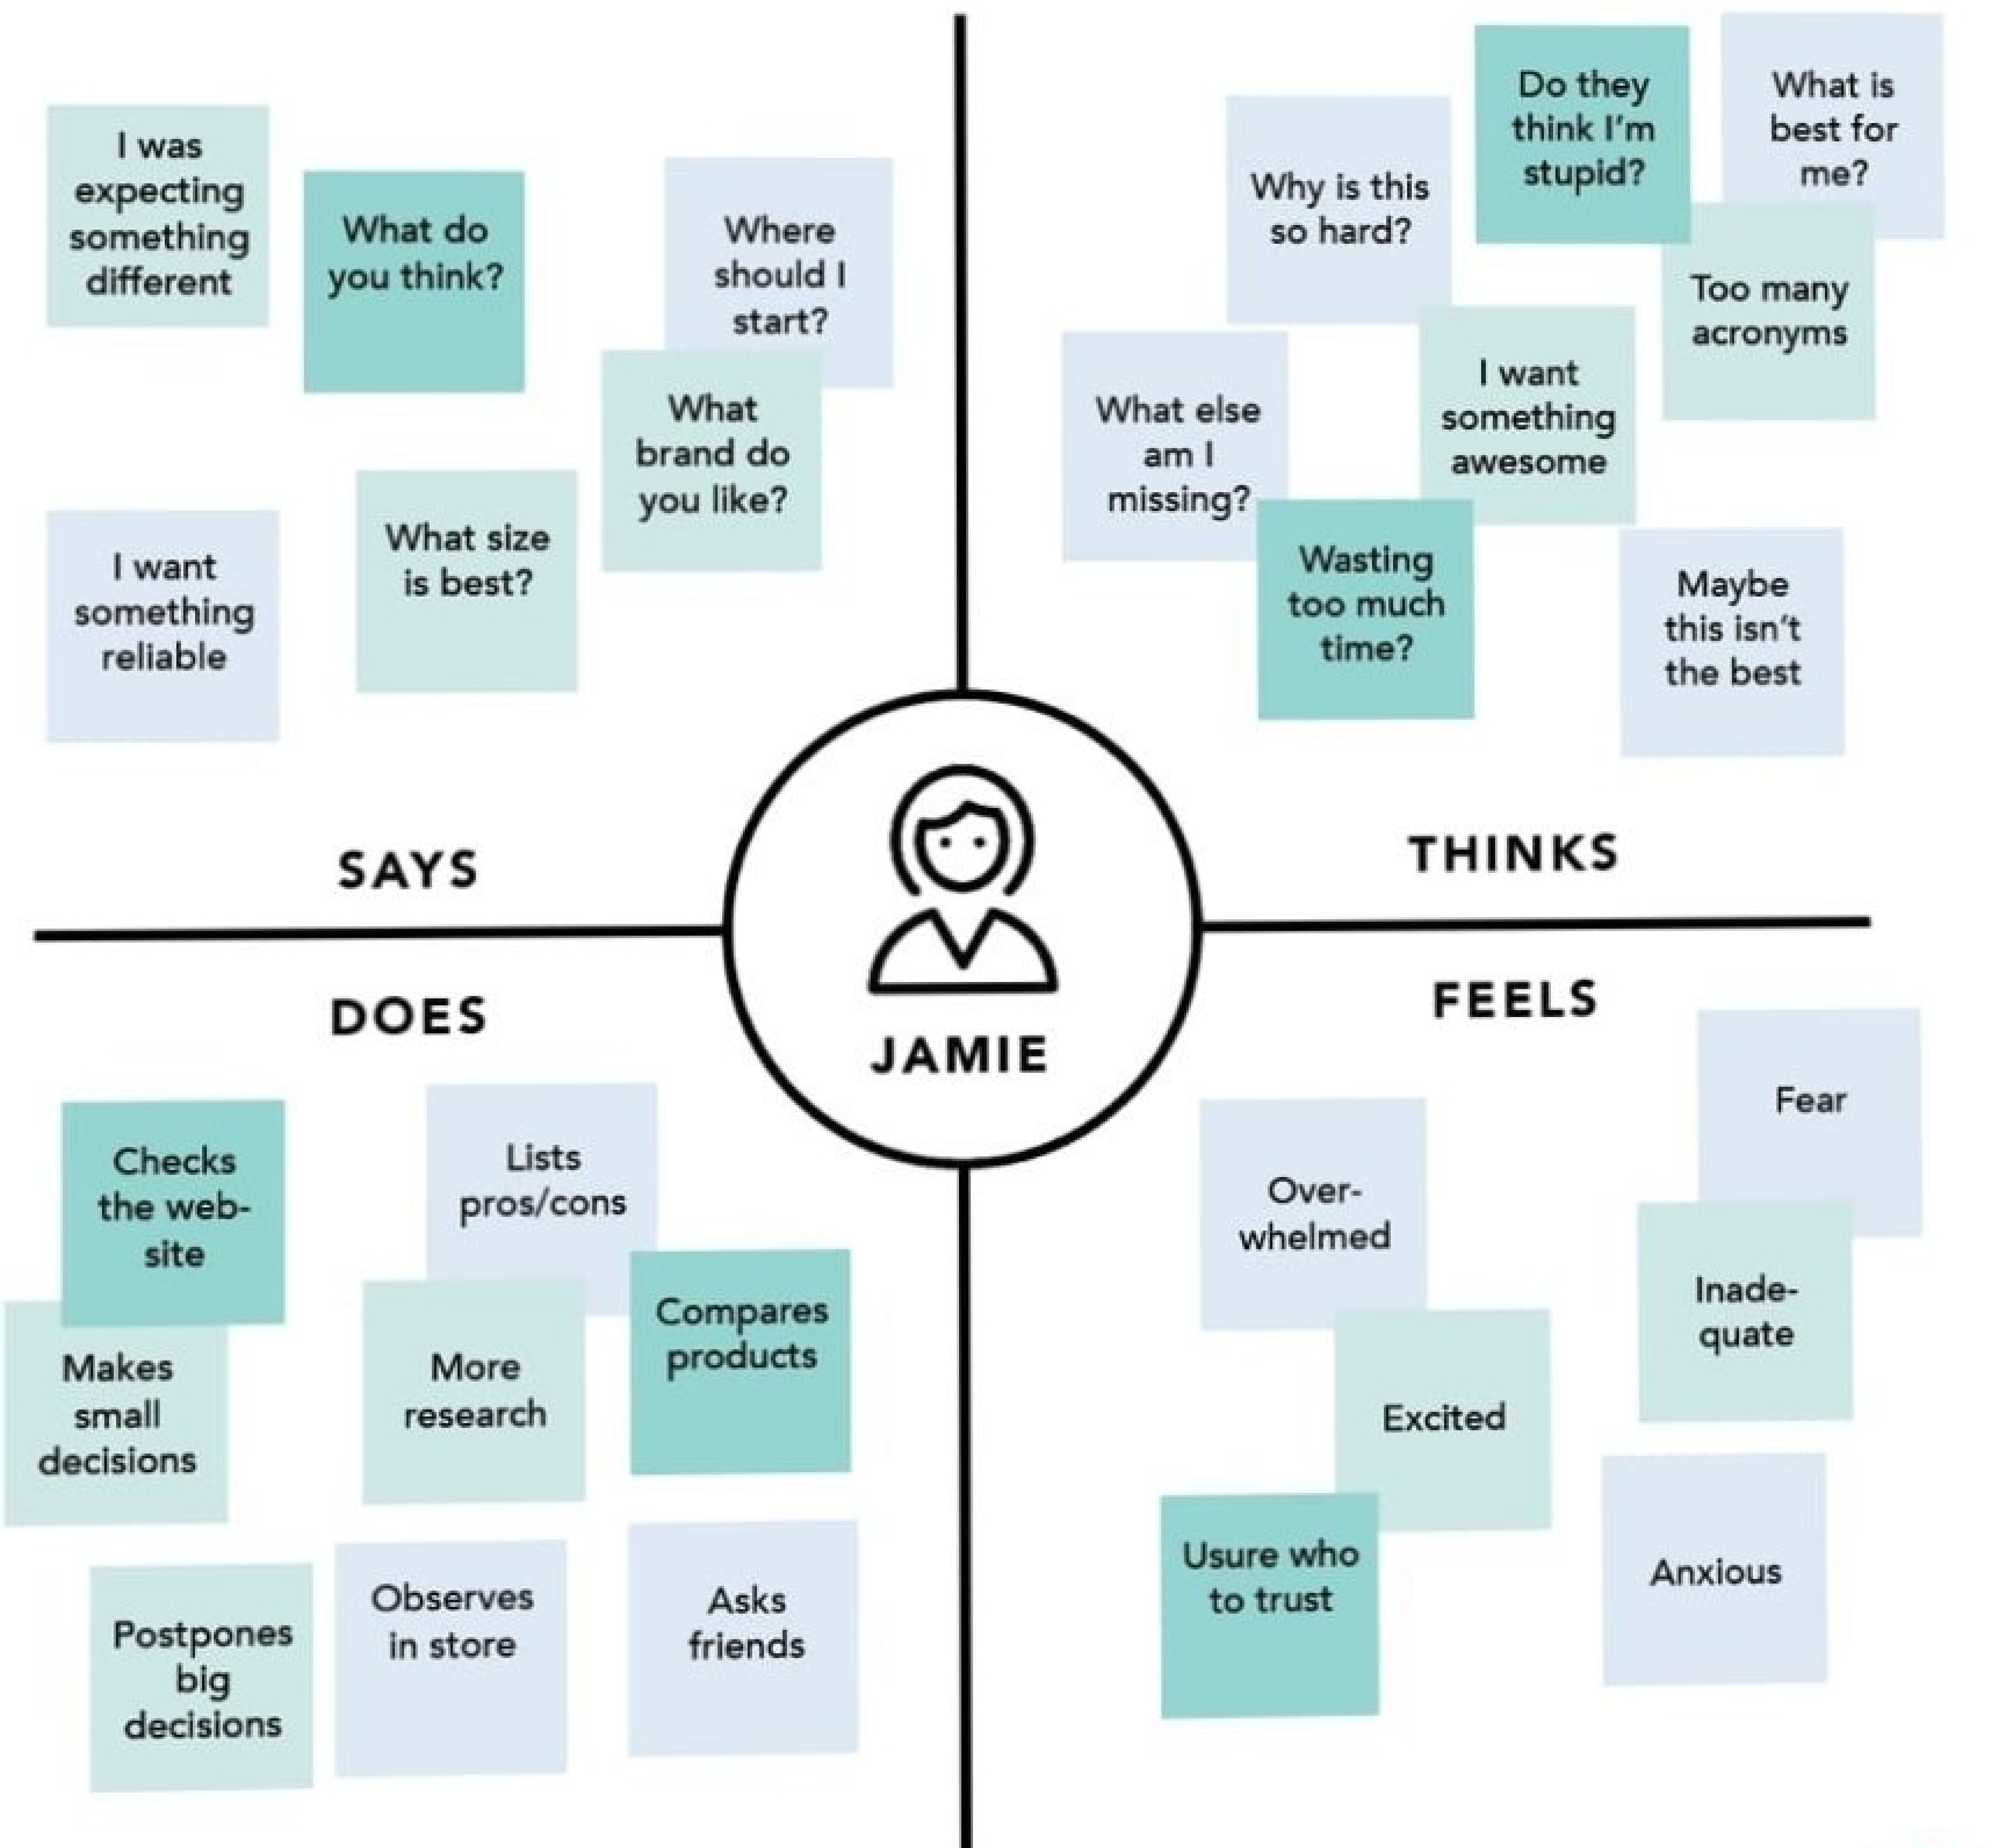 I was
expecting
something
different
What do
you think?
Where
should I
start?
What
brand do
you like?
What size
is best?
I want
something
reliable
SAYS
Do they
think I'm
stupid?
What is
best for
me?
Why is this
so hard?
Too many
acronyms
I want
something
awesome
What else
am I
missing?
Wasting
too much
time?
Maybe
this isn't
the best
THINKS
JAMIE
DOES
Checks
the web-
site
Lists
pros/cons
Compares
products
Makes
small
decisions
More
research
Postpones
big
decisions
Observes
in store
Asks
friends
FEELS
Fear
Over-
whelmed
Inade-
quate
Excited
Usure who
to trust
Anxious